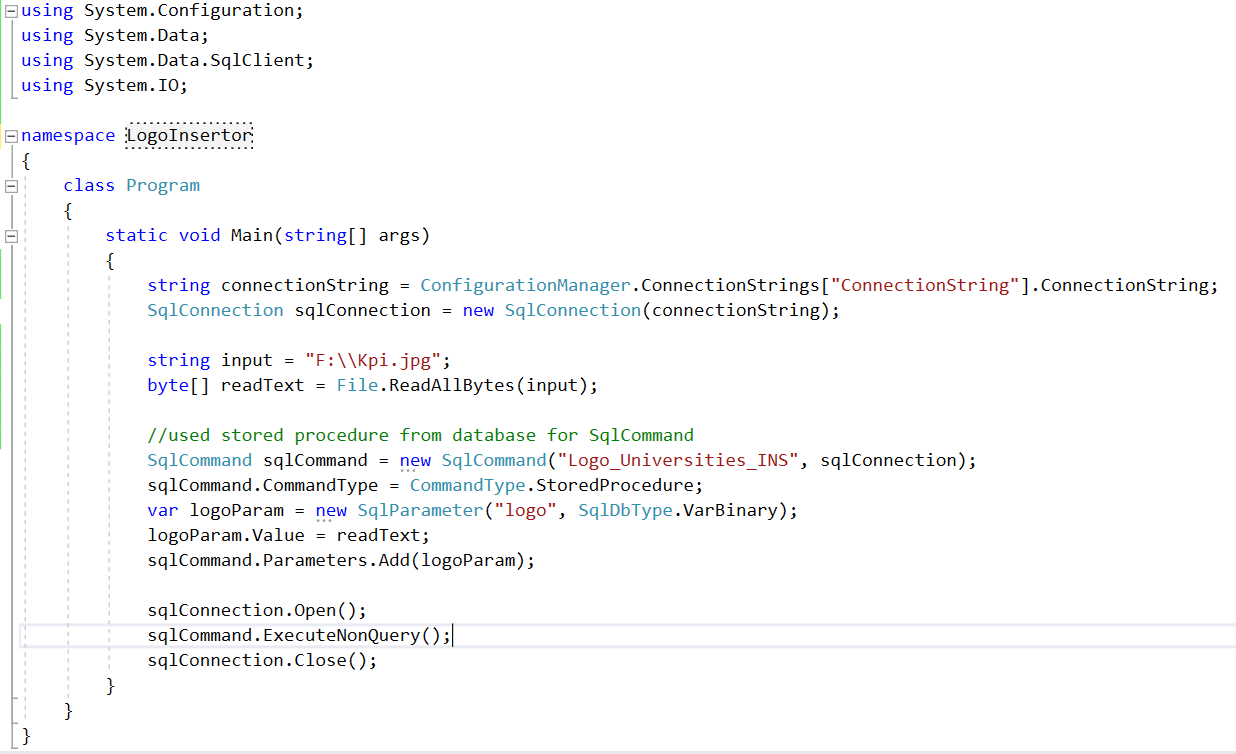 using System.Configuration;
using System.Data;
using System.Data.SqlClient;
using System.IO;
namespace LogoInsertor
{
class Program
{
static void Main(string[] args)
{
string connectionString = ConfigurationManager.ConnectionStrings["ConnectionString"].ConnectionString;
SqlConnection sqlConnection = new SqlConnection(connectionString);
string input = "F:\\Kpi.jpg";
byte[] readText = File.ReadAllBytes(input);
//used stored procedure from database for SqlCommand
SqlCommand sqlCommand = new SqlCommand("Logo_Universities_INS", sqlConnection);
sqlCommand.CommandType = CommandType.StoredProcedure;
var logoParam = new SqlParameter("logo", SqlDbType.VarBinary);
logoParam.Value = readText;
sqlCommand.Parameters.Add(logoParam);
sqlConnection.Open();
sqlCommand.ExecuteNonQuery();
sqlConnection.Close();
}
}
}